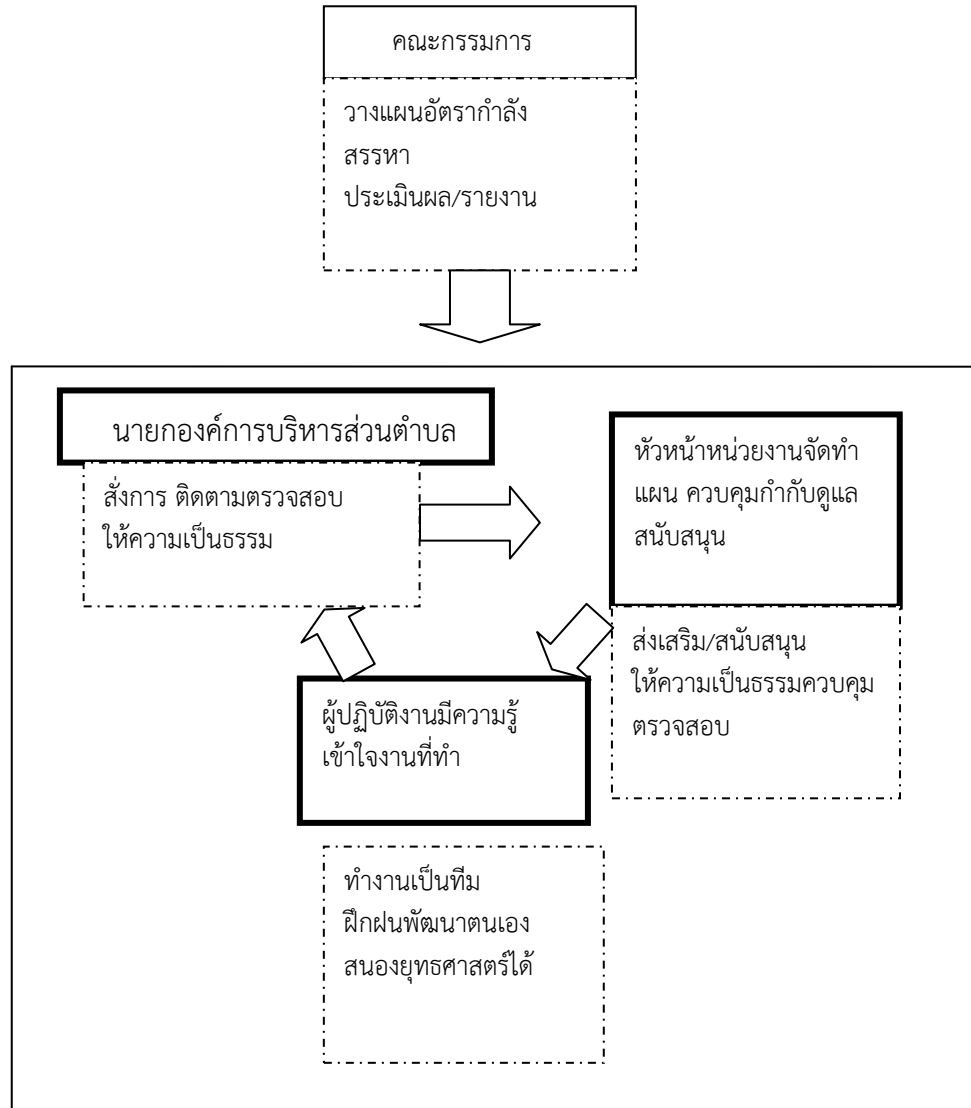 คณะกรรมการ
วางแผนอัตรากำลัง
สรรหา
ประเมินผล/รายงาน
นายกองค์การบริหารส่วนตำบล
สั่งการ ติดตามตรวจสอบ
ให้ความเป็นธรรม
หัวหน้าหน่วยงานจัดทำ
แผน ควบคุมกำกับดูแล
สนับสนุน
ส่งเสริม/สนับสนุน
ให้ความเป็นธรรมควบคุม
ตรวจสอบ
ผู้ปฏิบัติงานมีความรู้
เข้าใจงานที่ทำ
ทำงานเป็นทีม
ฝึกฝนพัฒนาตนเอง
สนองยุทธศาสตร์ได้